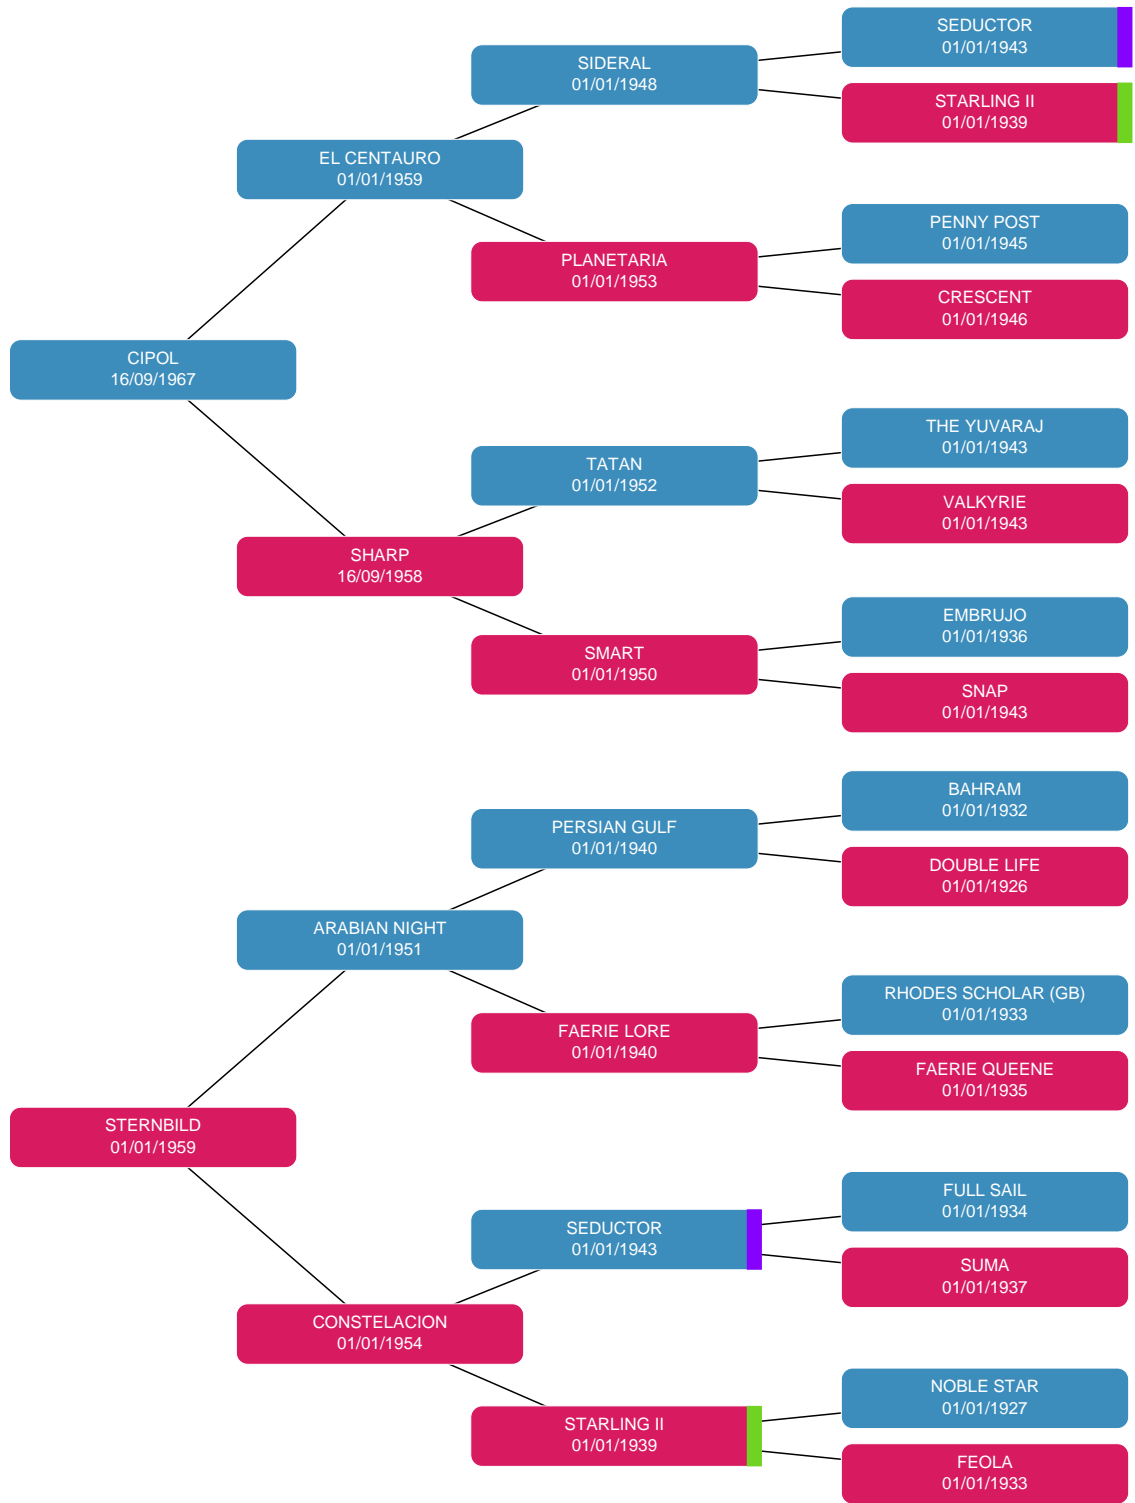 SEDUCTOR
01/01/1943
SIDERAL
01/01/1948
STARLING II
01/01/1939
EL CENTAURO
01/01/1959
PENNY POST
01/01/1945
PLANETARIA
01/01/1953
CRESCENT
01/01/1946
CIPOL
16/09/1967
THE YUVARAJ
01/01/1943
TATAN
01/01/1952
VALKYRIE
01/01/1943
SHARP
16/09/1958
EMBRUJO
01/01/1936
SMART
01/01/1950
SNAP
01/01/1943
BAHRAM
01/01/1932
PERSIAN GULF
01/01/1940
DOUBLE LIFE
01/01/1926
ARABIAN NIGHT
01/01/1951
RHODES SCHOLAR (GB)
01/01/1933
FAERIE LORE
01/01/1940
FAERIE QUEENE
01/01/1935
STERNBILD
01/01/1959
FULL SAIL
01/01/1934
SEDUCTOR
01/01/1943
SUMA
01/01/1937
CONSTELACION
01/01/1954
NOBLE STAR
01/01/1927
STARLING II
01/01/1939
FEOLA
01/01/1933